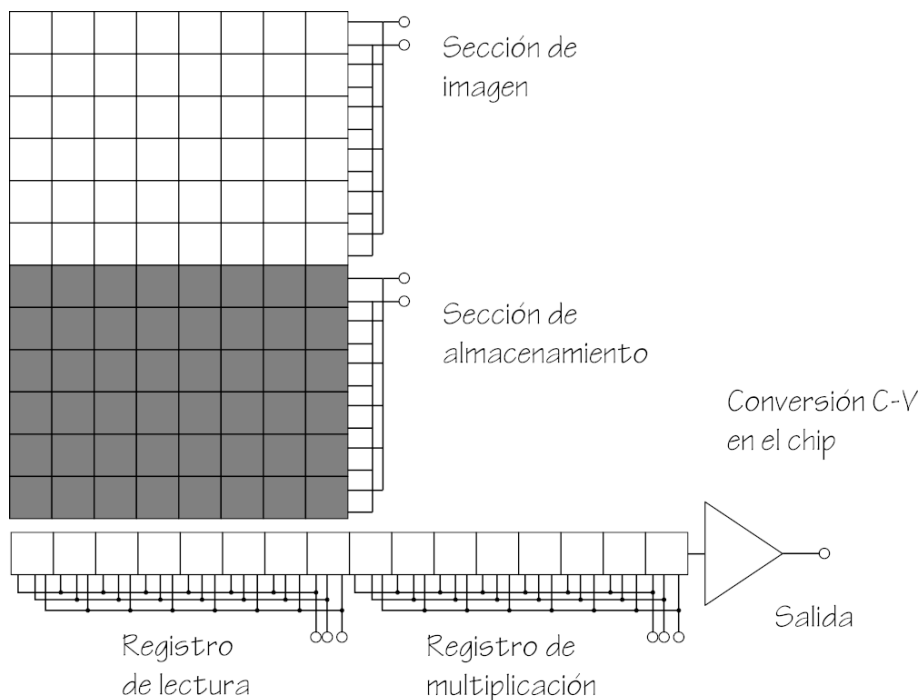 Sección de
imagen
Sección de
almacenamiento
Conversión C-V
en el chip
Salida
Registro
de lectura
Registro de
multiplicación